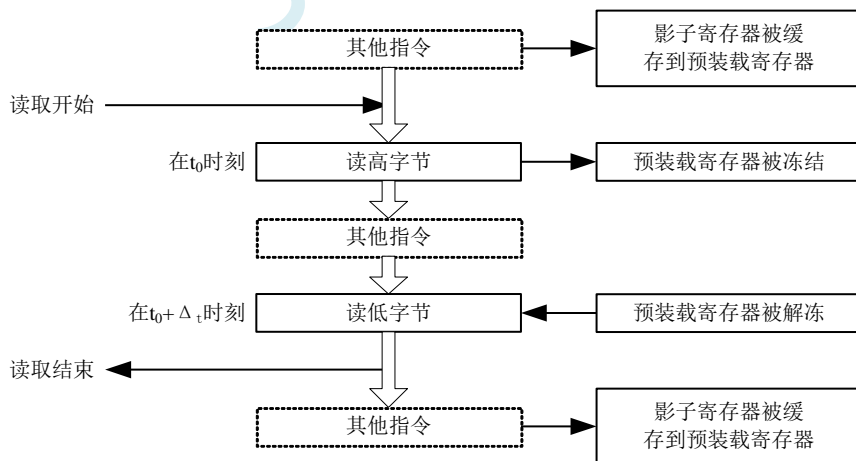 其他指令
影子寄存器被缓
存到预装载寄存器
读取开始
在t₀时刻
读高字节
预装载寄存器被冻结
其他指令
在t₀+Δₜ时刻
读低字节
预装载寄存器被解冻
读取结束
其他指令
影子寄存器被缓
存到预装载寄存器